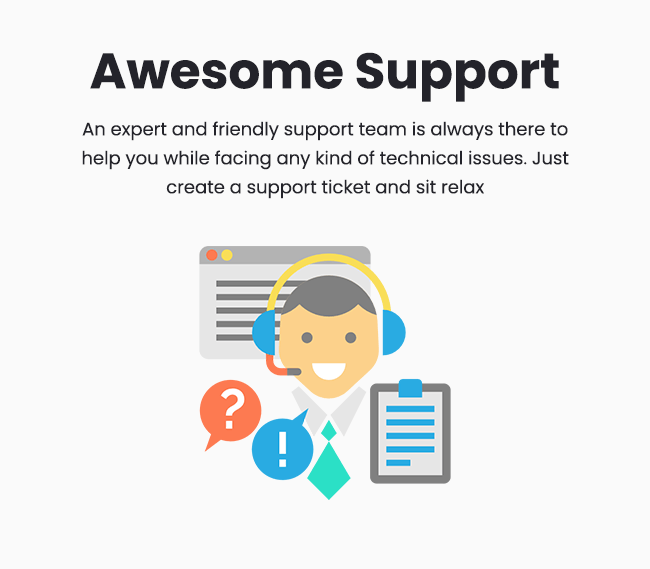 Awesome Support
An expert and friendly support team is always there to
help you while facing any kind of technical issues. Just
create a support ticket and sit relax
?
!